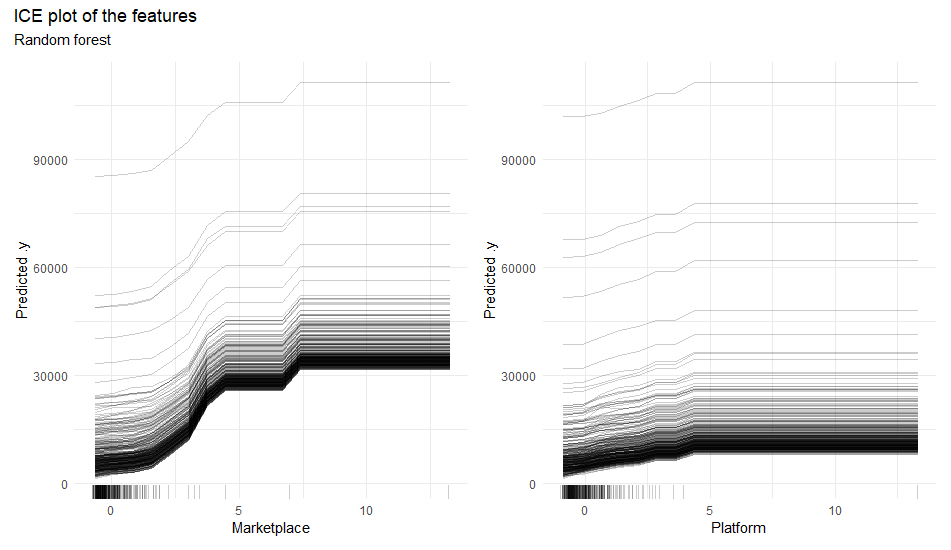 ICE plot of the features
Random forest
Predicted .y
90000
60000
30000
0
0 5 10
Marketplace
Predicted .y
90000
60000
30000
0
0 5 10
Platform